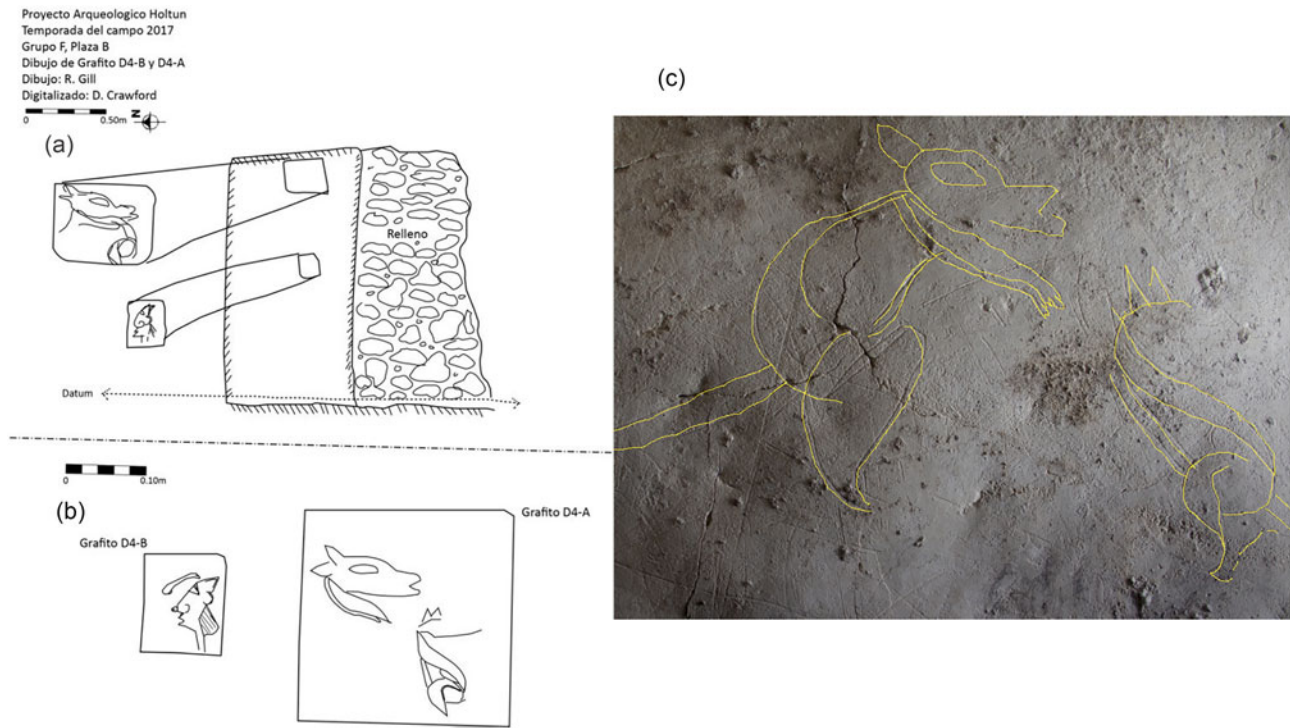 Proyecto Arqueologico Holtun
Temporada del campo 2017
Grupo F, Plaza B
Dibujo de Grafito D4-B y D4-A
Dibujo: R. Gill
Digitalizado: D. Crawford
0 0.50m
N
(a)
Relleno
Datum
0 0.10m
(b)
Grafito D4-B
Grafito D4-A
(c)